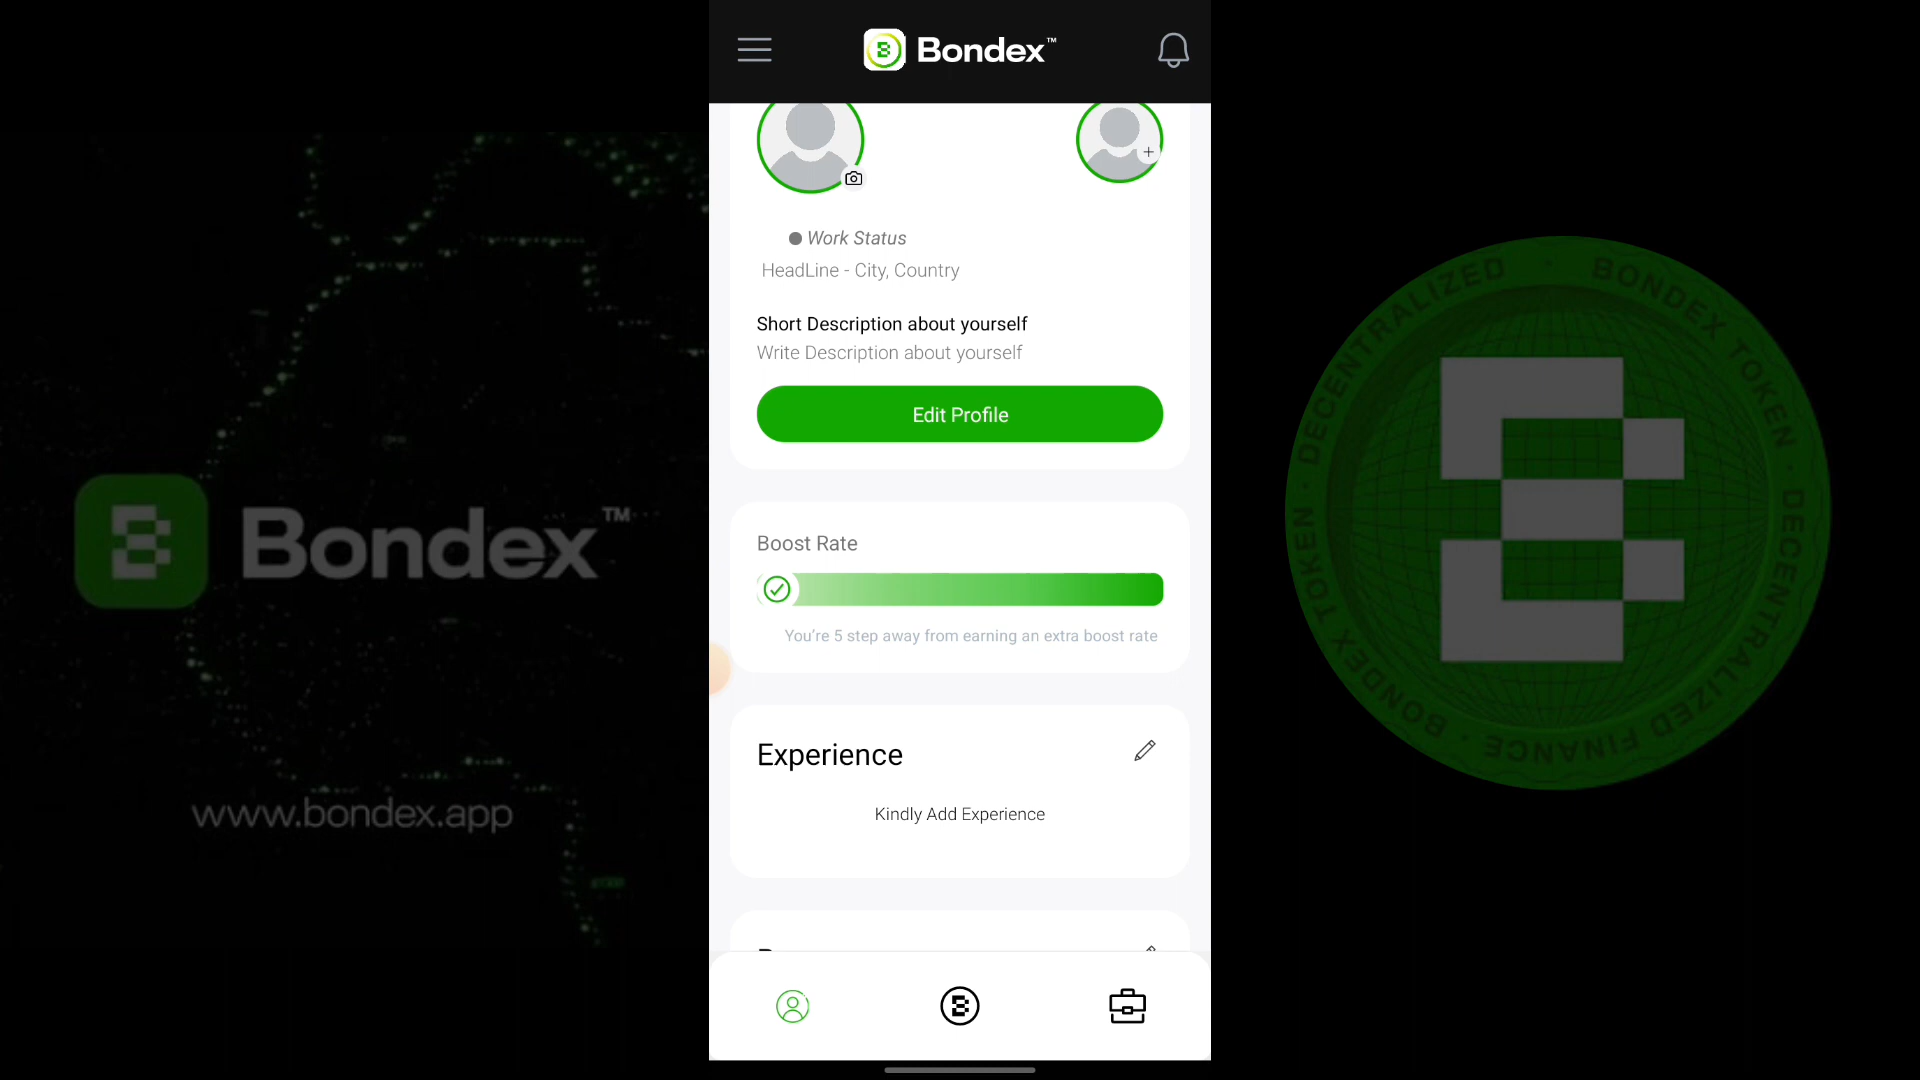 Bondex™
Work Status
HeadLine - City, Country
Short Description about yourself
Write Description about yourself
Edit Profile
Boost Rate
You're 5 step away from earning an extra boost rate
Experience
Kindly Add Experience
Bondex™
www.bondex.app
BONDEX TOKEN · DECENTRALIZED FINANCE · BONDEX TOKEN · DECENTRALIZED ·